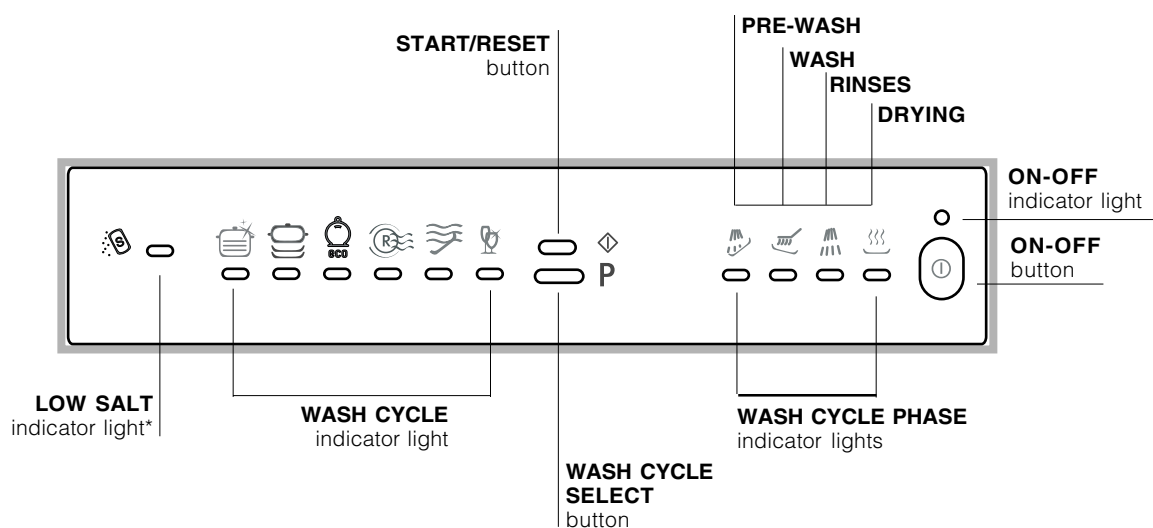 PRE-WASH
START/RESET
button
WASH
RINSES
DRYING
ON-OFF
indicator light
ON-OFF
button
S
eco
R
P
LOW SALT
indicator light*
WASH CYCLE
indicator light
WASH CYCLE PHASE
indicator lights
WASH CYCLE
SELECT
button